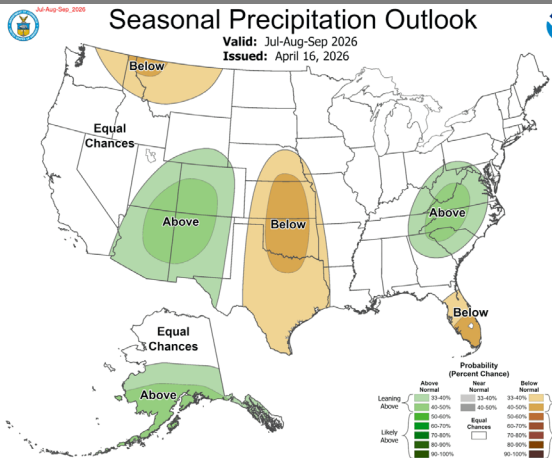 Jul-Aug-Sep_2026
Seasonal Precipitation Outlook
Valid: Jul-Aug-Sep 2026
Issued: April 16, 2026
Below
Equal
Chances
Above
Below
Above
Below
Equal
Chances
Above
Probability
(Percent Chance)
Above
Normal
Near
Normal
Below
Normal
Leaning
Above
33-40%
33-40%
33-40%
40-50%
40-50%
40-50%
50-60%
50-60%
60-70%
Equal
Chances
60-70%
Likely
Above
70-80%
70-80%
80-90%
80-90%
90-100%
90-100%